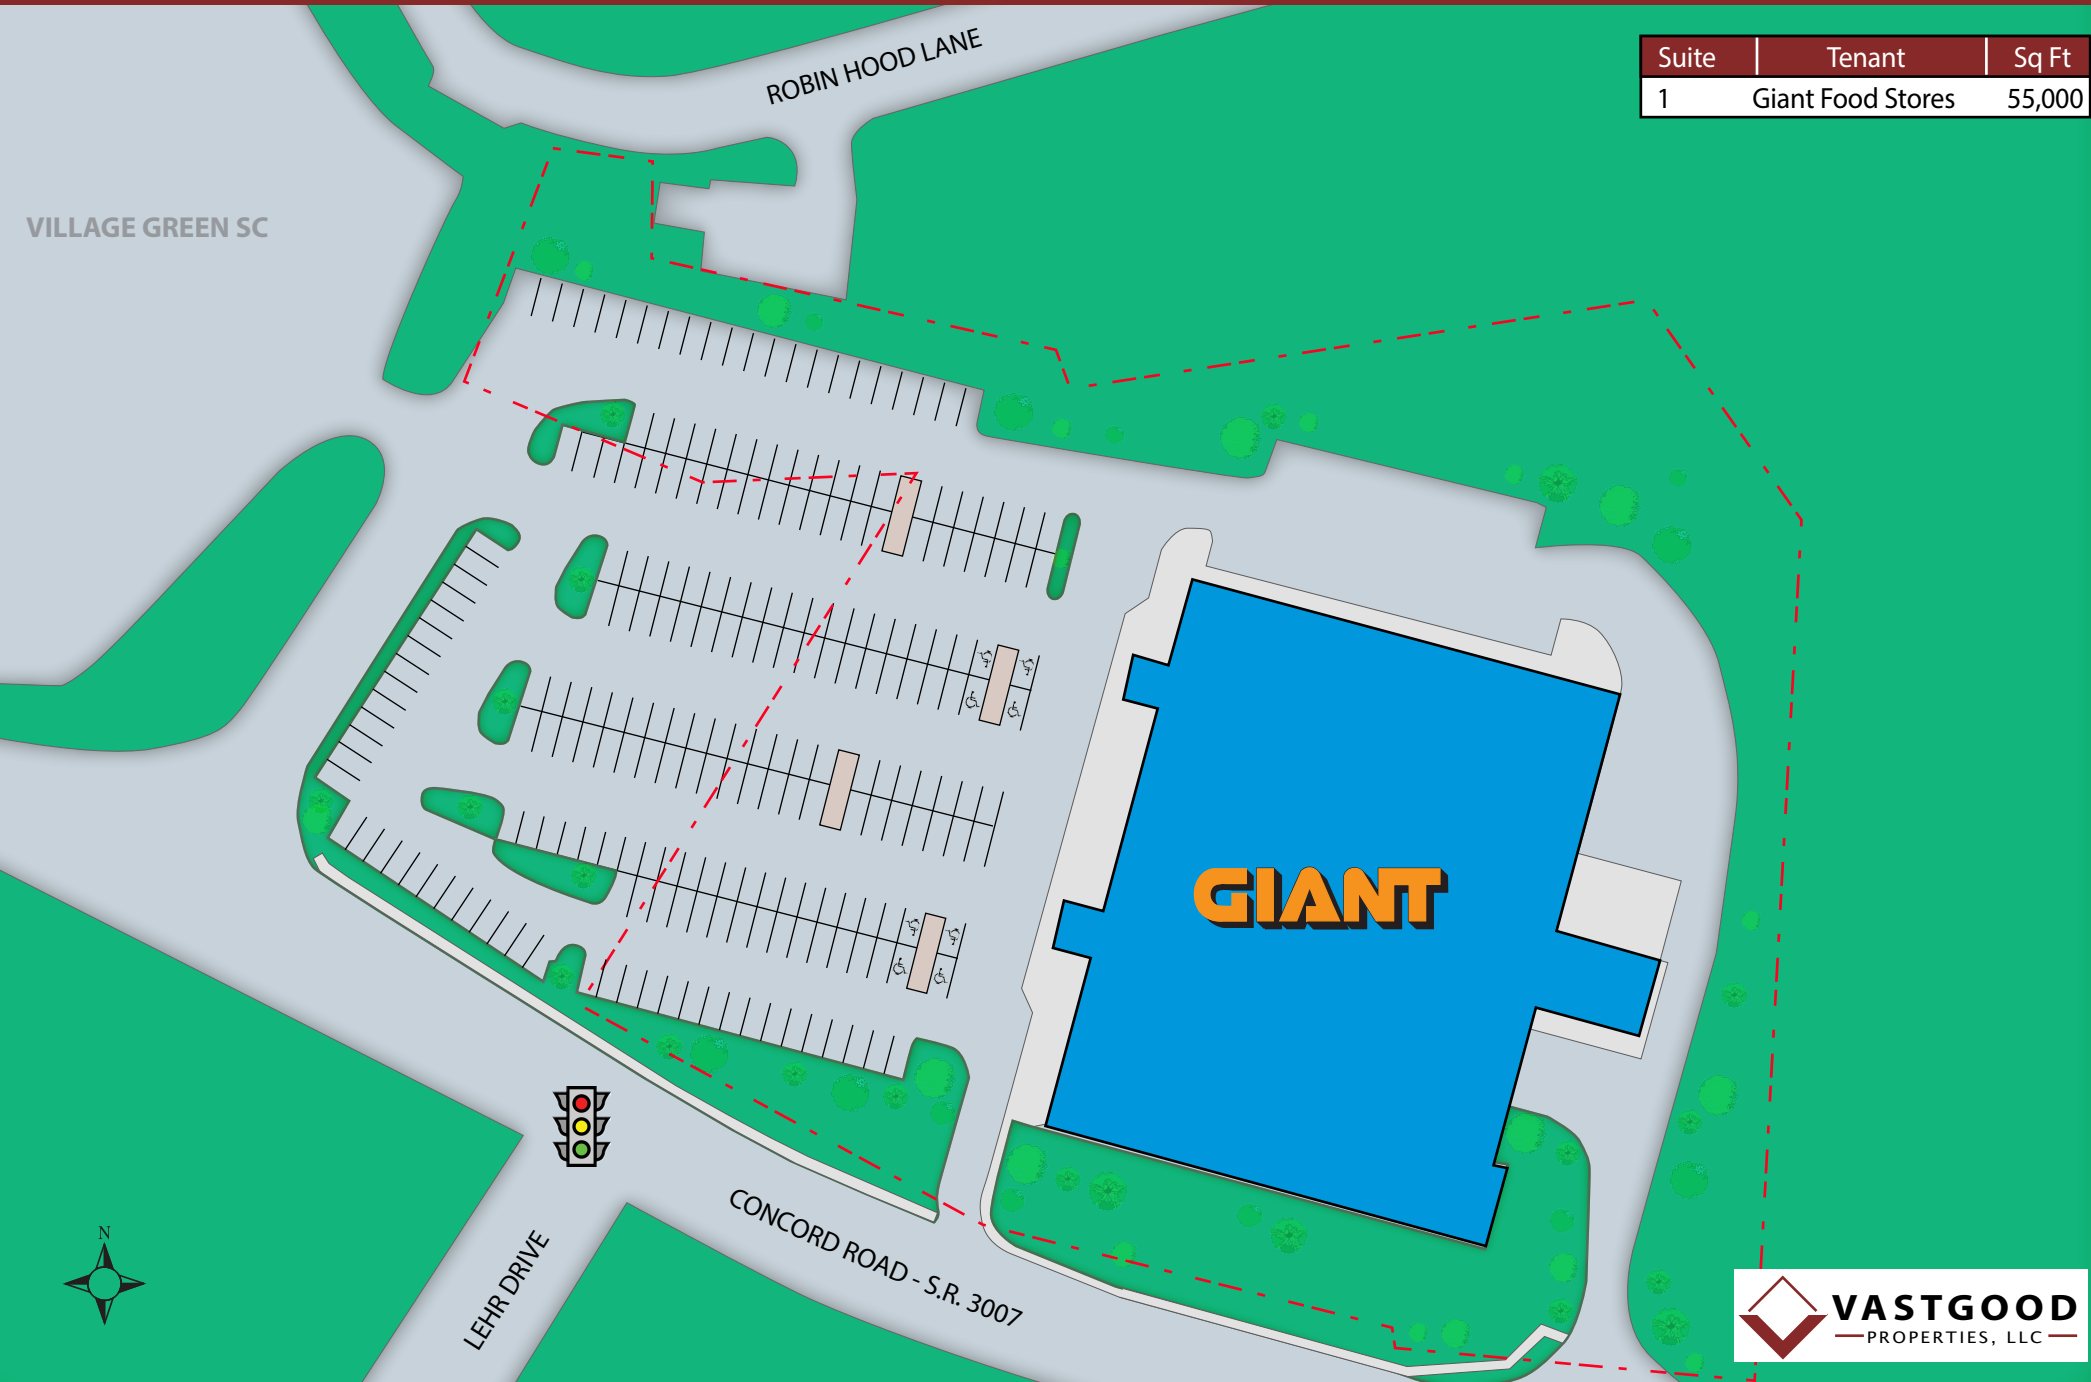 ROBIN HOOD LANE
Suite Tenant Sq Ft
1 Giant Food Stores 55,000
VILLAGE GREEN SC
GIANT
CONCORD ROAD - S.R. 3007
LEHR DRIVE
N
VASTGOOD
PROPERTIES, LLC